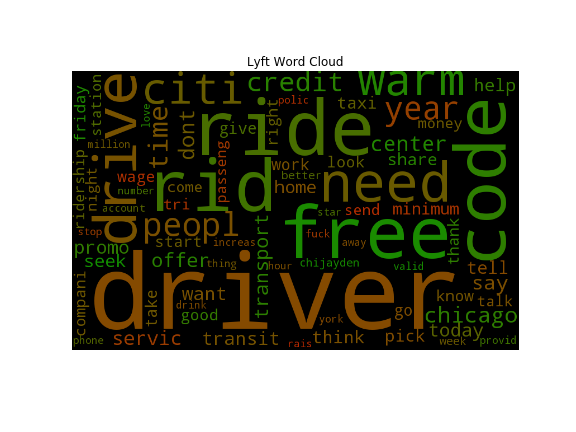 Lyft Word Cloud
citi
credit
warm
help
ridership friday
station
drive
million
love
time
dont
give
polic
right
ride
taxi
year
money
code
center
share
night
number
account
wage
come
tri
rid
passeng
work
better
home
look
need
send
minimum
stop
promo
seek
peopl
start
offer
increas
thing
transport
hour
star
fuck
away
free
chijayden
valid
thank
tell
say
talk
compani
phone
take
driver
want
good
drink
servic
transit
rais
york
think
pick
go
know
today
week
chicago
provid